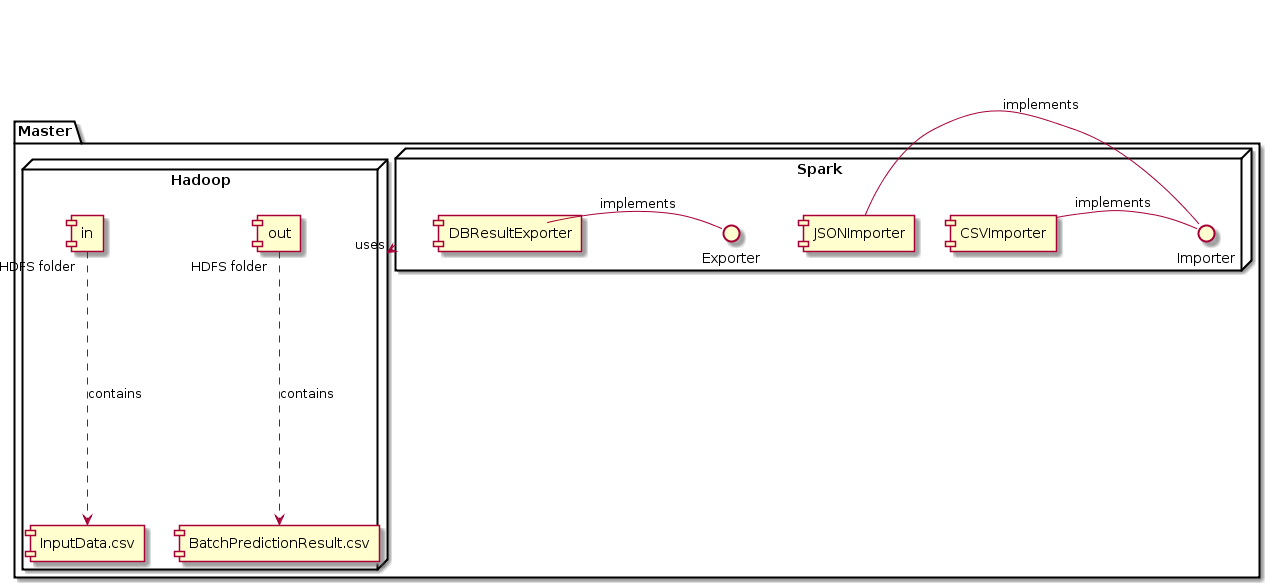 implements
Master
Hadoop
Spark
in
out
uses
DBResultExporter
implements
Exporter
JSONImporter
CSVImporter
implements
Importer
HDFS folder
HDFS folder
contains
contains
InputData.csv
BatchPredictionResult.csv